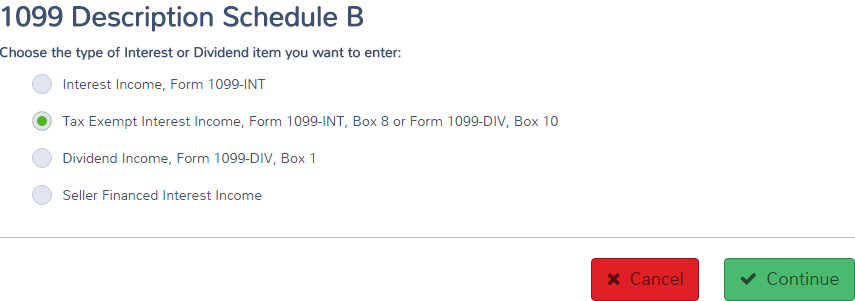 1099 Description Schedule B
Choose the type of Interest or Dividend item you want to enter:
Interest Income, Form 1099-INT
Tax Exempt Interest Income, Form 1099-INT, Box 8 or Form 1099-DIV, Box 10
Dividend Income, Form 1099-DIV, Box 1
Seller Financed Interest Income
Cancel Continue